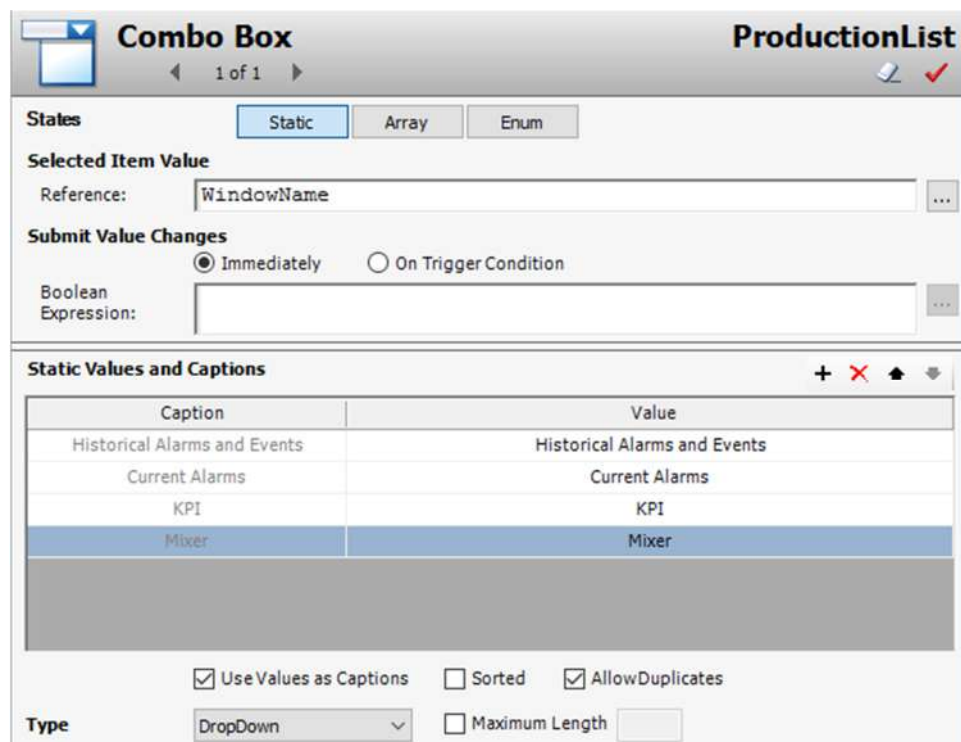 Combo Box ProductionList
1 of 1
States Static Array Enum
Selected Item Value
Reference: WindowName ...
Submit Value Changes
Immediately On Trigger Condition
Boolean
Expression: ...
Static Values and Captions
Caption Value
Historical Alarms and Events Historical Alarms and Events
Current Alarms Current Alarms
KPI KPI
Mixer Mixer
Use Values as Captions Sorted AllowDuplicates
Type DropDown Maximum Length